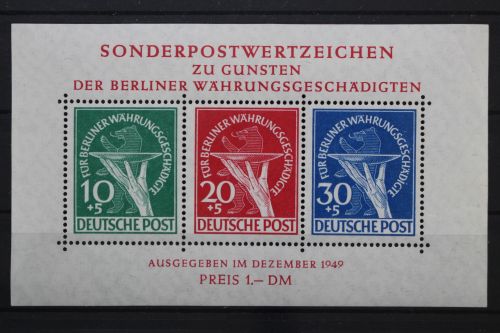 SONDERPOSTWERTZEICHEN
ZU GUNSTEN
DER BERLINER WÄHRUNGSGESCHÄDIGTEN
FÜR BERLINER WÄHRUNGSGESCHÄDIGTE
10
+5
DEUTSCHE POST
FÜR BERLINER WÄHRUNGSGESCHÄDIGTE
20
+5
DEUTSCHE POST
FÜR BERLINER WÄHRUNGSGESCHÄDIGTE
30
+5
DEUTSCHE POST
AUSGEGEBEN IM DEZEMBER 1949
PREIS 1.— DM